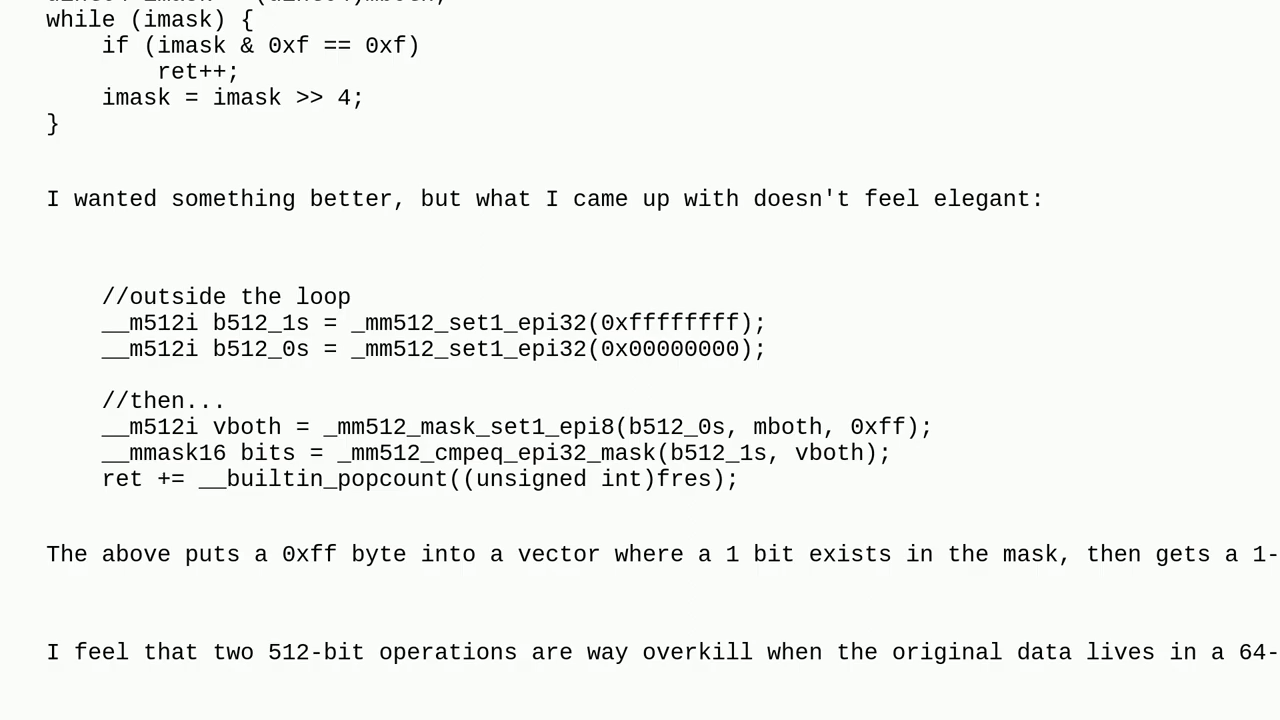 while (imask) {
    if (imask & 0xf == 0xf)
        ret++;
    imask = imask >> 4;
}
I wanted something better, but what I came up with doesn't feel elegant:
    //outside the loop
    __m512i b512_1s = _mm512_set1_epi32(0xffffffff);
    __m512i b512_0s = _mm512_set1_epi32(0x00000000);
    //then...
    __m512i vboth = _mm512_mask_set1_epi8(b512_0s, mboth, 0xff);
    __mmask16 bits = _mm512_cmpeq_epi32_mask(b512_1s, vboth);
    ret += __builtin_popcount((unsigned int)fres);
The above puts a 0xff byte into a vector where a 1 bit exists in the mask, then gets a 1-
I feel that two 512-bit operations are way overkill when the original data lives in a 64-